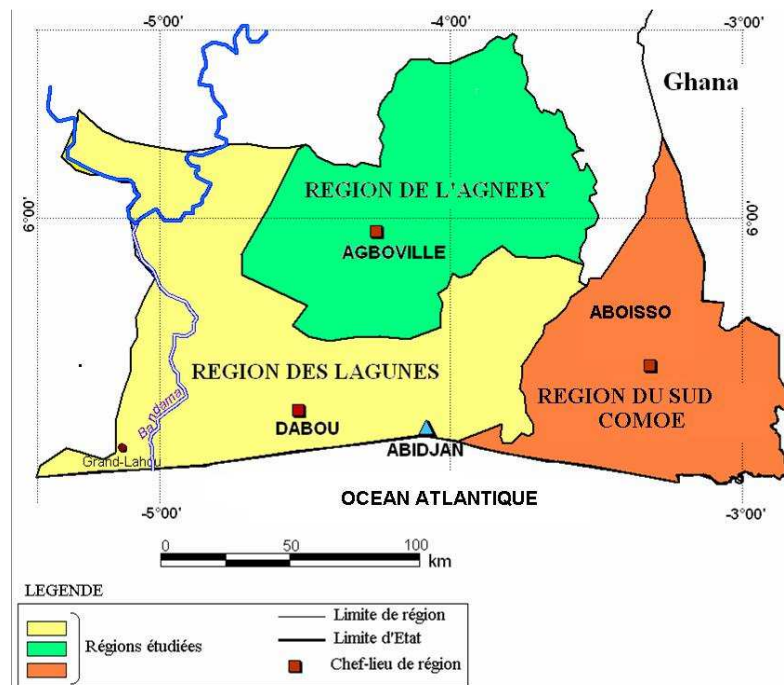 -5°00'
-4°00'
-3°00'
Ghana
REGION DE L'AGNEBY
6°00'
6°00'
AGBOVILLE
ABOISSO
REGION DES LAGUNES
REGION DU SUD
COMOE
Bandama
DABOU
ABIDJAN
Grand-Lahou
OCEAN ATLANTIQUE
-5°00'
-3°00'
0 50 100
km
LEGENDE
Régions étudiées
Limite de région
Limite d'Etat
Chef-lieu de région